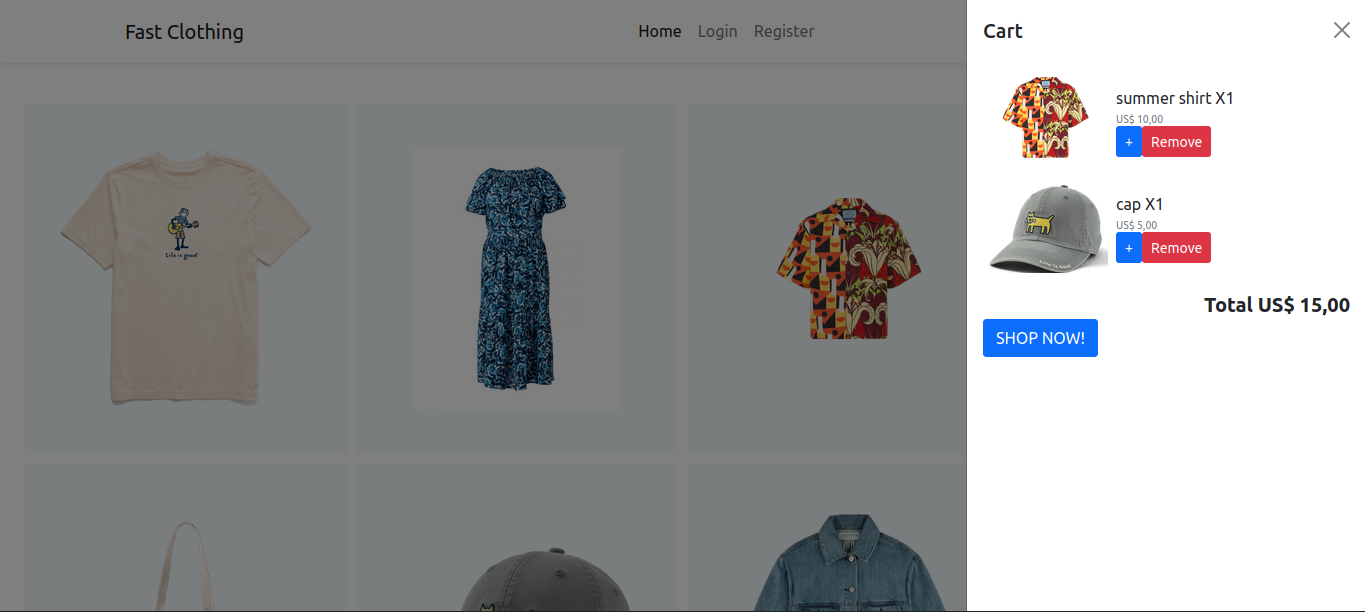 Fast Clothing
Home Login Register
Cart
summer shirt X1
US$ 10,00
+ Remove
cap X1
US$ 5,00
+ Remove
Total US$ 15,00
SHOP NOW!
Life is good